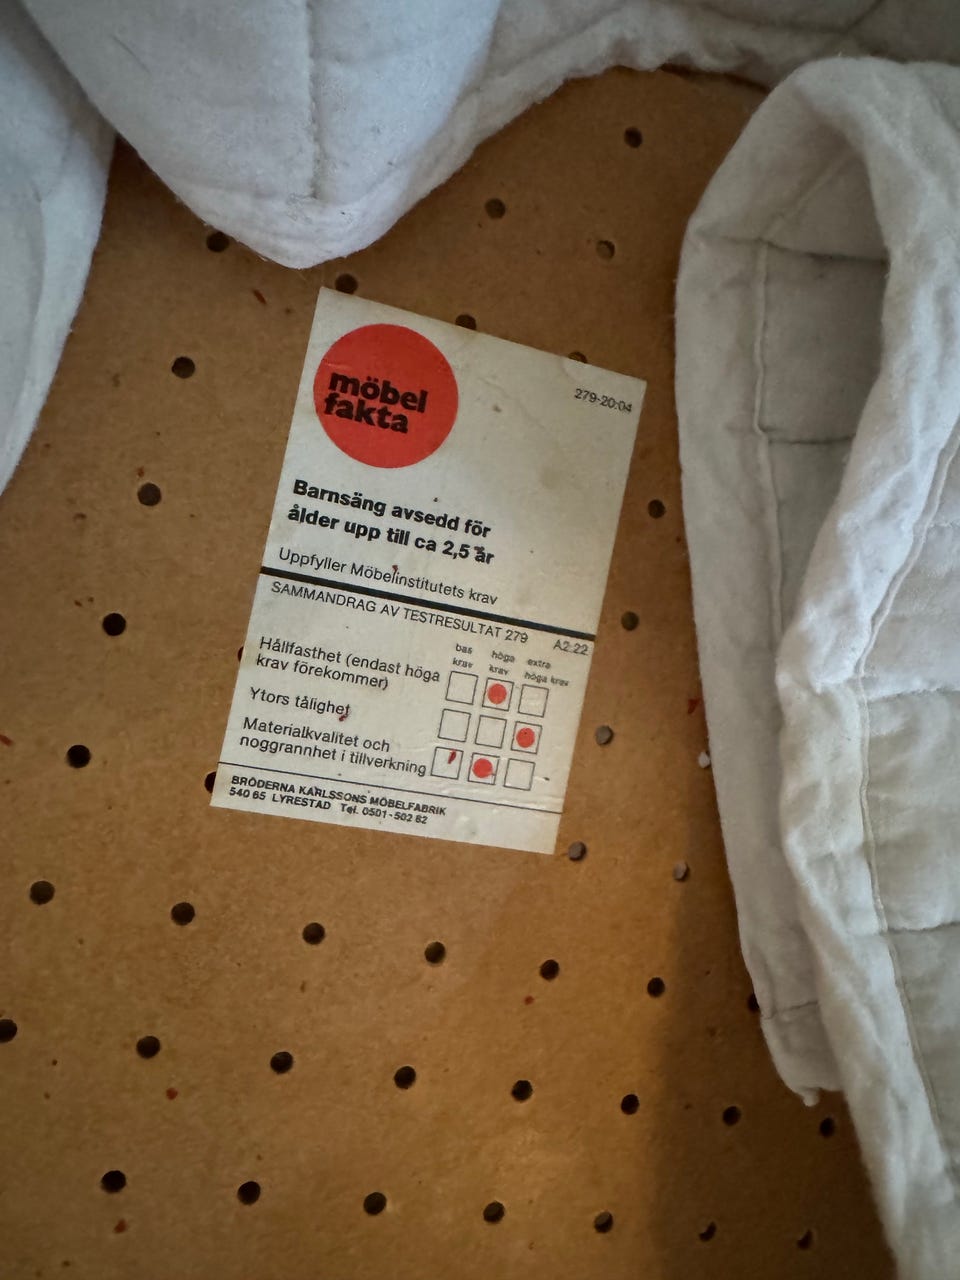 möbel
fakta
279-20:04
Barnsäng avsedd för
ålder upp till ca 2,5 år
Uppfyller Möbelinstitutets krav
SAMMANDRAG AV TESTRESULTAT 279 A2:22
bas krav höga krav extra höga krav
Hållfasthet (endast höga
krav förekommer)
Ytors tålighet
Materialkvalitet och
noggrannhet i tillverkning
BRÖDERNA KARLSSONS MÖBELFABRIK
540 65 LYRESTAD Tel. 0501-502 62